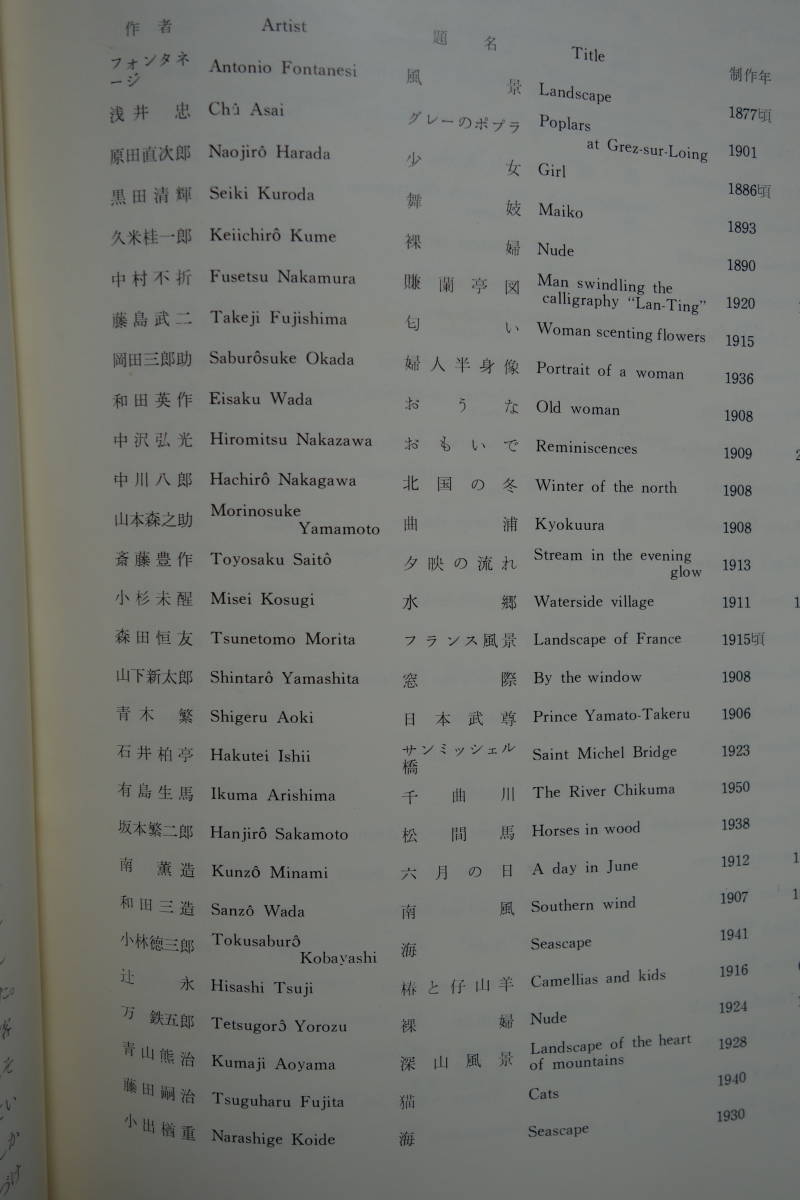 作者 Artist 題名 Title 制作年
フォンタネージ Antonio Fontanesi 風景 Landscape 1877頃
浅井 忠 Chû Asai グレーのポプラ Poplars at Grez-sur-Loing 1901
原田直次郎 Naojirô Harada 少女 Girl 1886頃
黒田清輝 Seiki Kuroda 舞妓 Maiko 1893
久米桂一郎 Keiichirô Kume 裸婦 Nude 1890
中村不折 Fusetsu Nakamura 賺蘭亭図 Man swindling the calligraphy “Lan-Ting” 1920
藤島武二 Takeji Fujishima 匂い Woman scenting flowers 1915
岡田三郎助 Saburôsuke Okada 婦人半身像 Portrait of a woman 1936
和田英作 Eisaku Wada おうな Old woman 1908
中沢弘光 Hiromitsu Nakazawa おもいで Reminiscences 1909
中川八郎 Hachirô Nakagawa 北国の冬 Winter of the north 1908
山本森之助 Morinosuke Yamamoto 曲浦 Kyokuura 1908
斎藤豊作 Toyosaku Saitô 夕映の流れ Stream in the evening glow 1913
小杉未醒 Misei Kosugi 水郷 Waterside village 1911
森田恒友 Tsunetomo Morita フランス風景 Landscape of France 1915頃
山下新太郎 Shintarô Yamashita 窓際 By the window 1908
青木 繁 Shigeru Aoki 日本武尊 Prince Yamato-Takeru 1906
石井柏亭 Hakutei Ishii サンミッシェル橋 Saint Michel Bridge 1923
有島生馬 Ikuma Arishima 千曲川 The River Chikuma 1950
坂本繁二郎 Hanjirô Sakamoto 松間馬 Horses in wood 1938
南 薫造 Kunzô Minami 六月の日 A day in June 1912
和田三造 Sanzô Wada 南風 Southern wind 1907
小林徳三郎 Tokusaburô Kobayashi 海 Seascape 1941
辻 永 Hisashi Tsuji 椿と仔山羊 Camellias and kids 1916
万 鉄五郎 Tetsugorô Yorozu 裸婦 Nude 1924
青山熊治 Kumaji Aoyama 深山風景 Landscape of the heart of mountains 1928
藤田嗣治 Tsuguharu Fujita 猫 Cats 1940
小出楢重 Narashige Koide 海 Seascape 1930